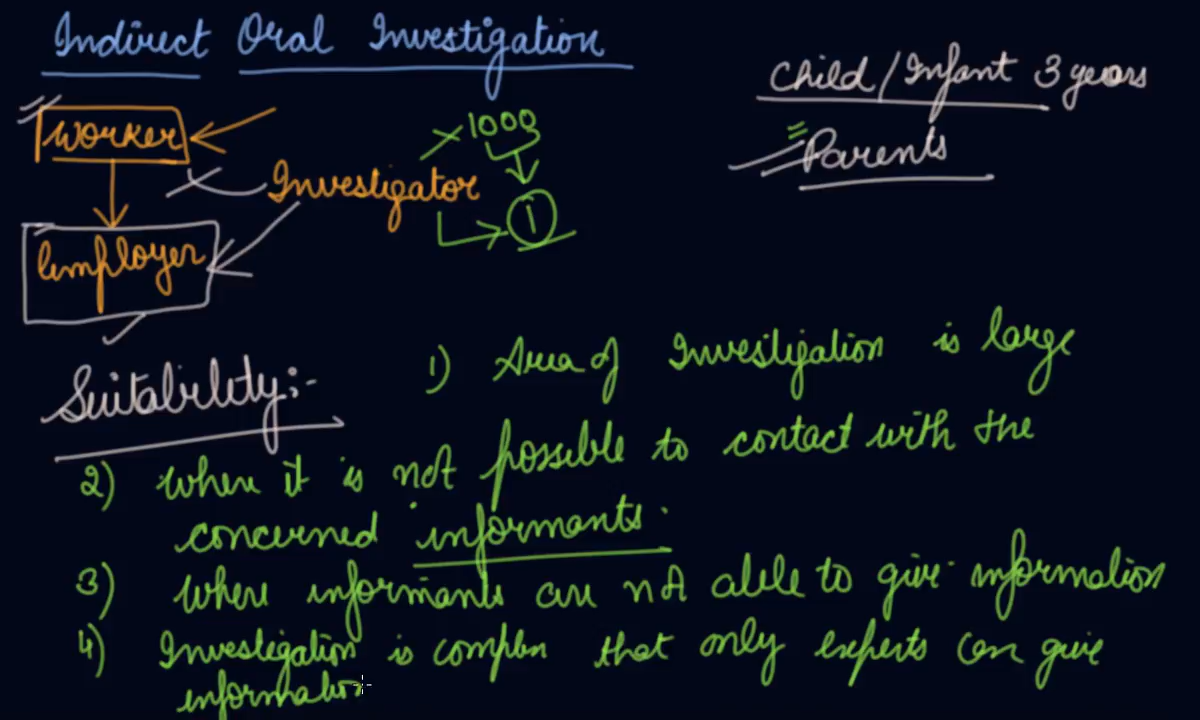 Indirect Oral Investigation
Child/Infant 3 years
Worker
1000
Parents
Investigator
1
Employer
Suitability:-
1) Area of Investigation is large
2) Where it is not possible to contact with the
concerned informants.
3) Where informants are not able to give information
4) Investigation is complex that only experts can give
information